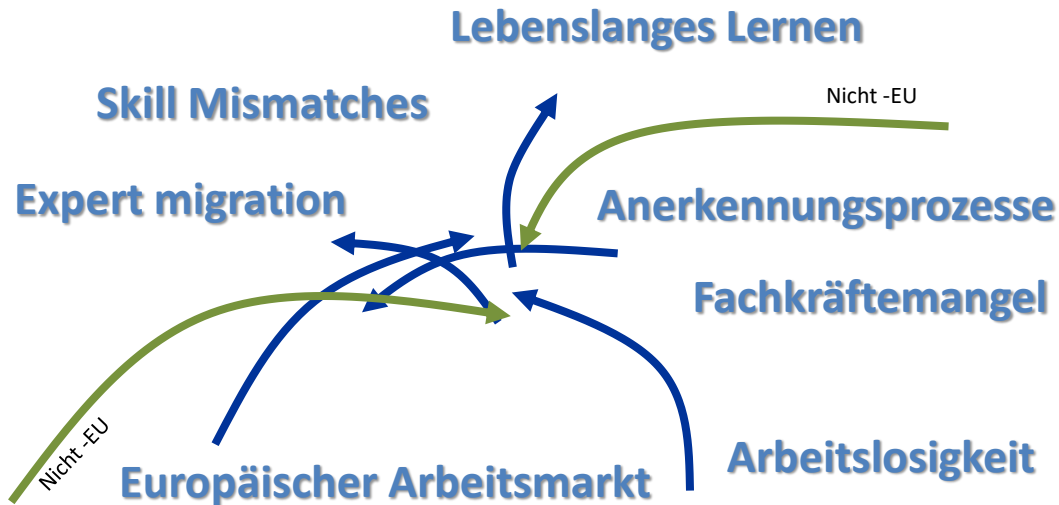 Lebenslanges Lernen
Skill Mismatches
Nicht -EU
Expert migration
Anerkennungsprozesse
Fachkräftemangel
Nicht -EU
Arbeitslosigkeit
Europäischer Arbeitsmarkt